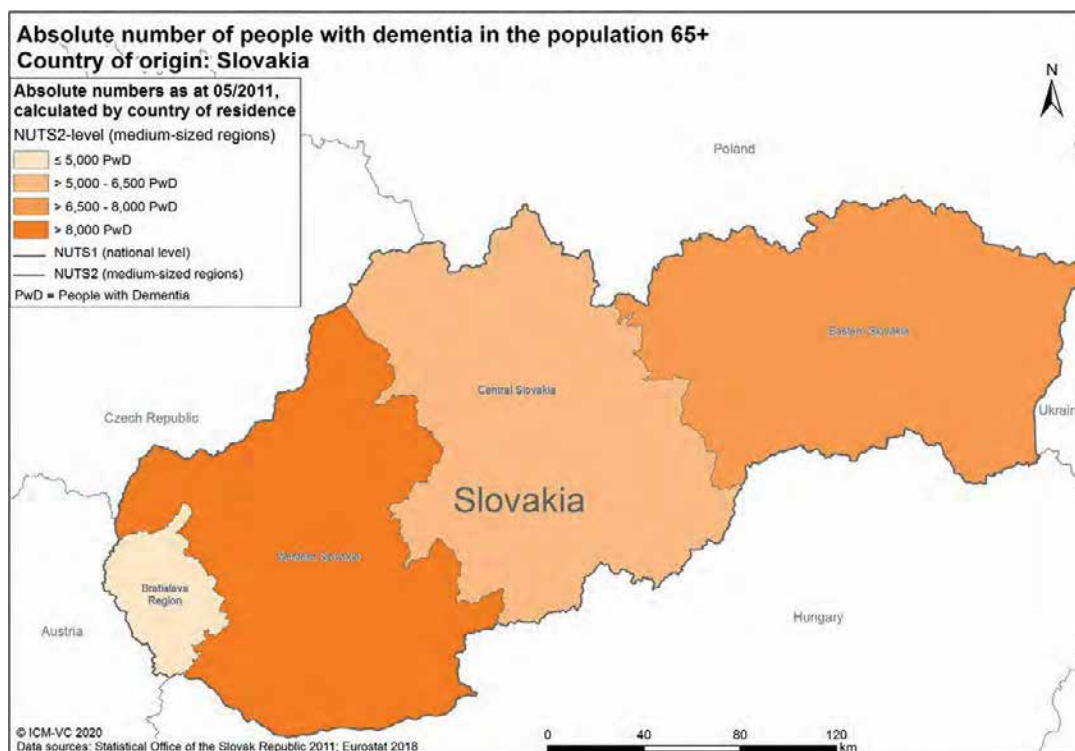 Absolute number of people with dementia in the population 65+
Country of origin: Slovakia
Absolute numbers as at 05/2011,
calculated by country of residence
NUTS2-level (medium-sized regions)
≤ 5,000 PwD
> 5,000 - 6,500 PwD
> 6,500 - 8,000 PwD
> 8,000 PwD
NUTS1 (national level)
NUTS2 (medium-sized regions)
PwD = People with Dementia
N
Poland
Eastern Slovakia
Central Slovakia
Czech Republic
Ukrain
Slovakia
Western Slovakia
Bratislava
Region
Austria
Hungary
© ICM-VC 2020
Data sources: Statistical Office of the Slovak Republic 2011; Eurostat 2018
0 40 80 120
km